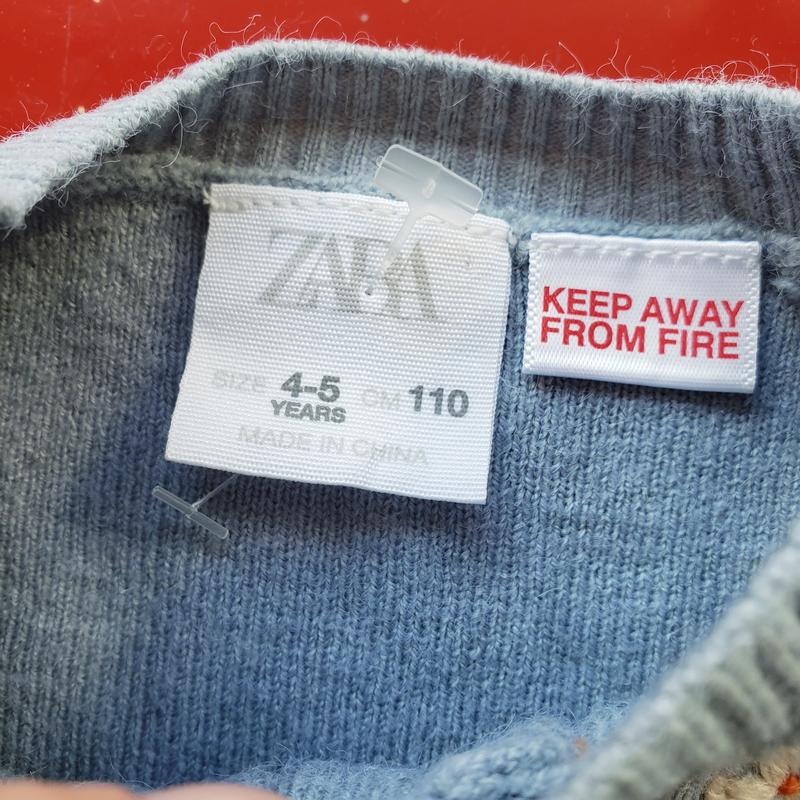 ZARA
SIZE 4-5 YEARS CM 110
MADE IN CHINA
KEEP AWAY
FROM FIRE